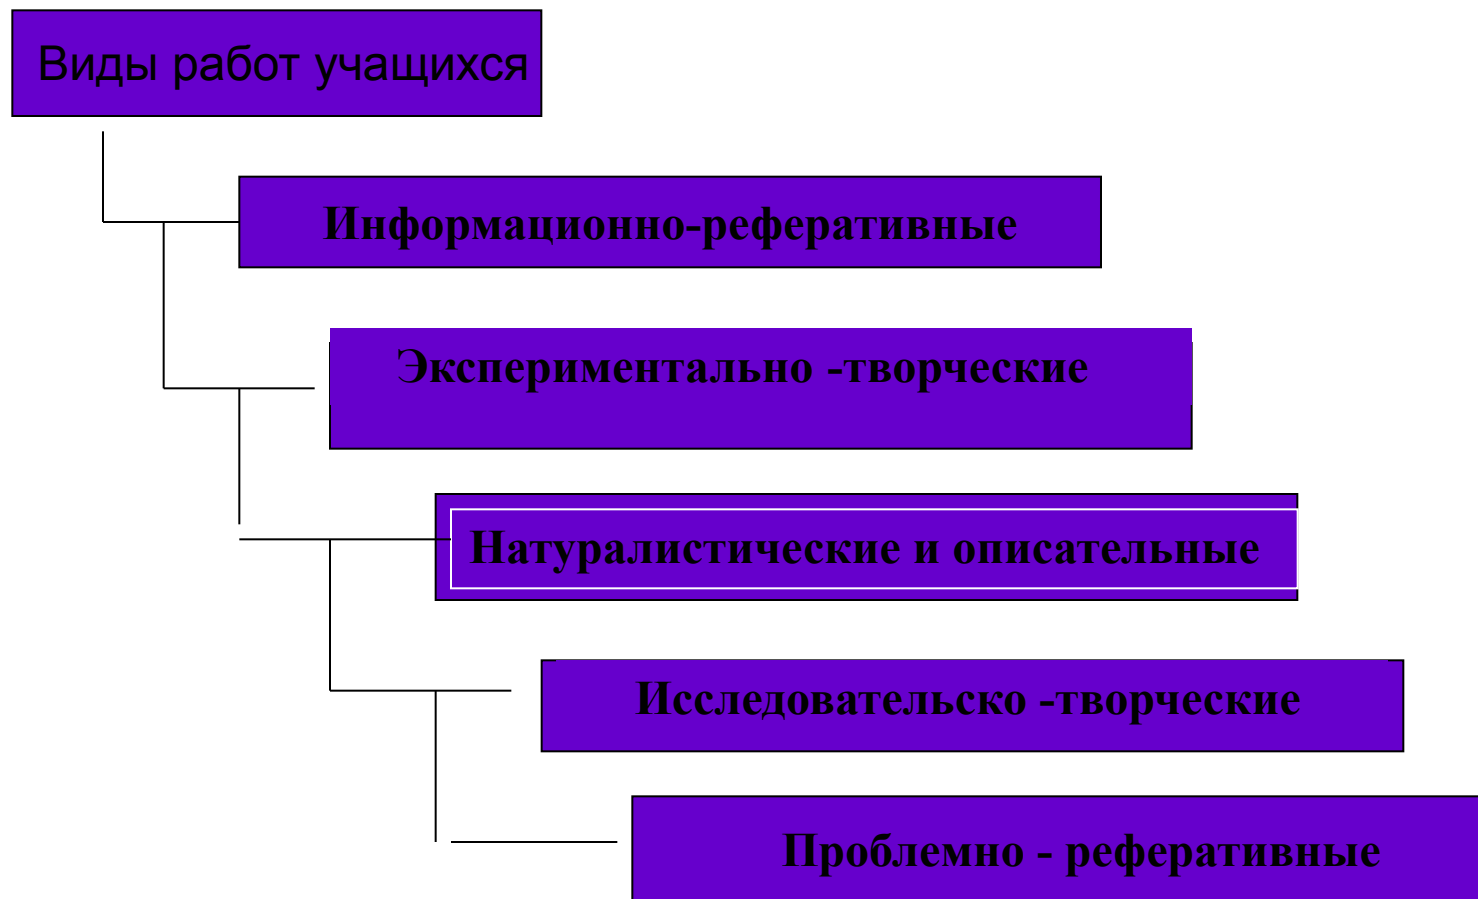 Виды работ учащихся
Информационно-реферативные
Экспериментально -творческие
Натуралистические и описательные
Исследовательско -творческие
Проблемно - реферативные